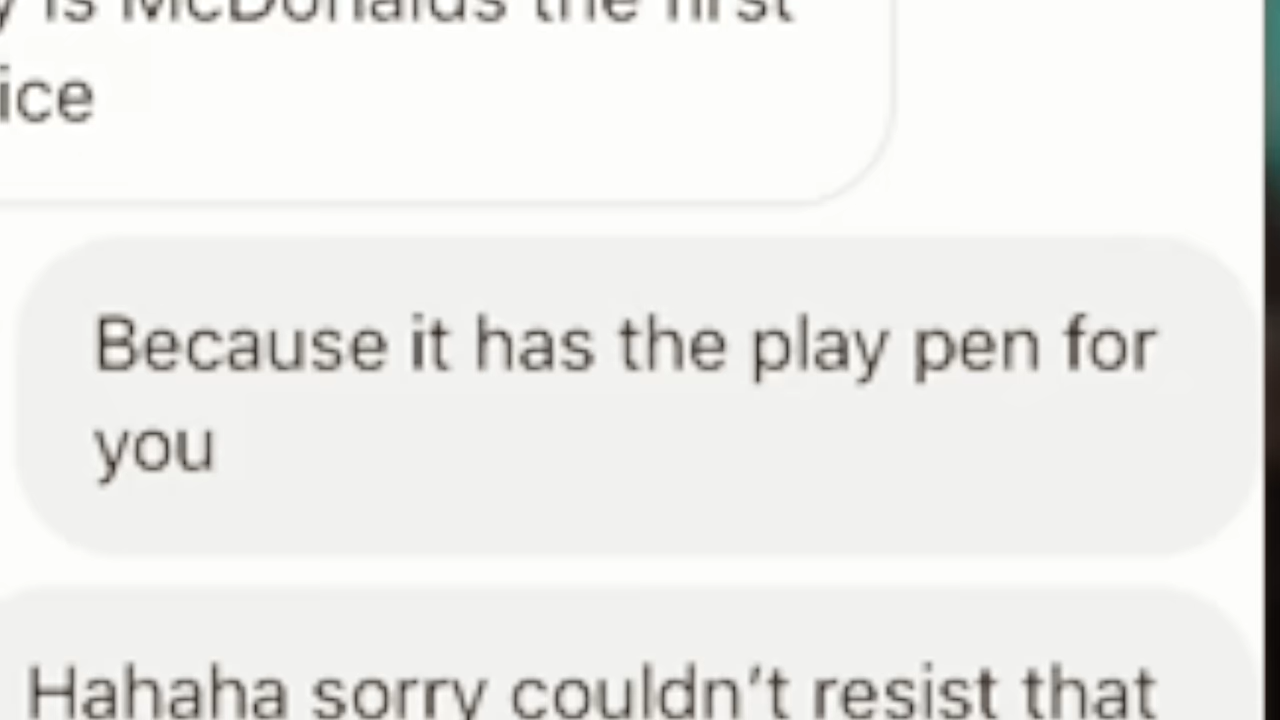 is McDonalds the first
ice
Because it has the play pen for
you
Hahaha sorry couldn't resist that